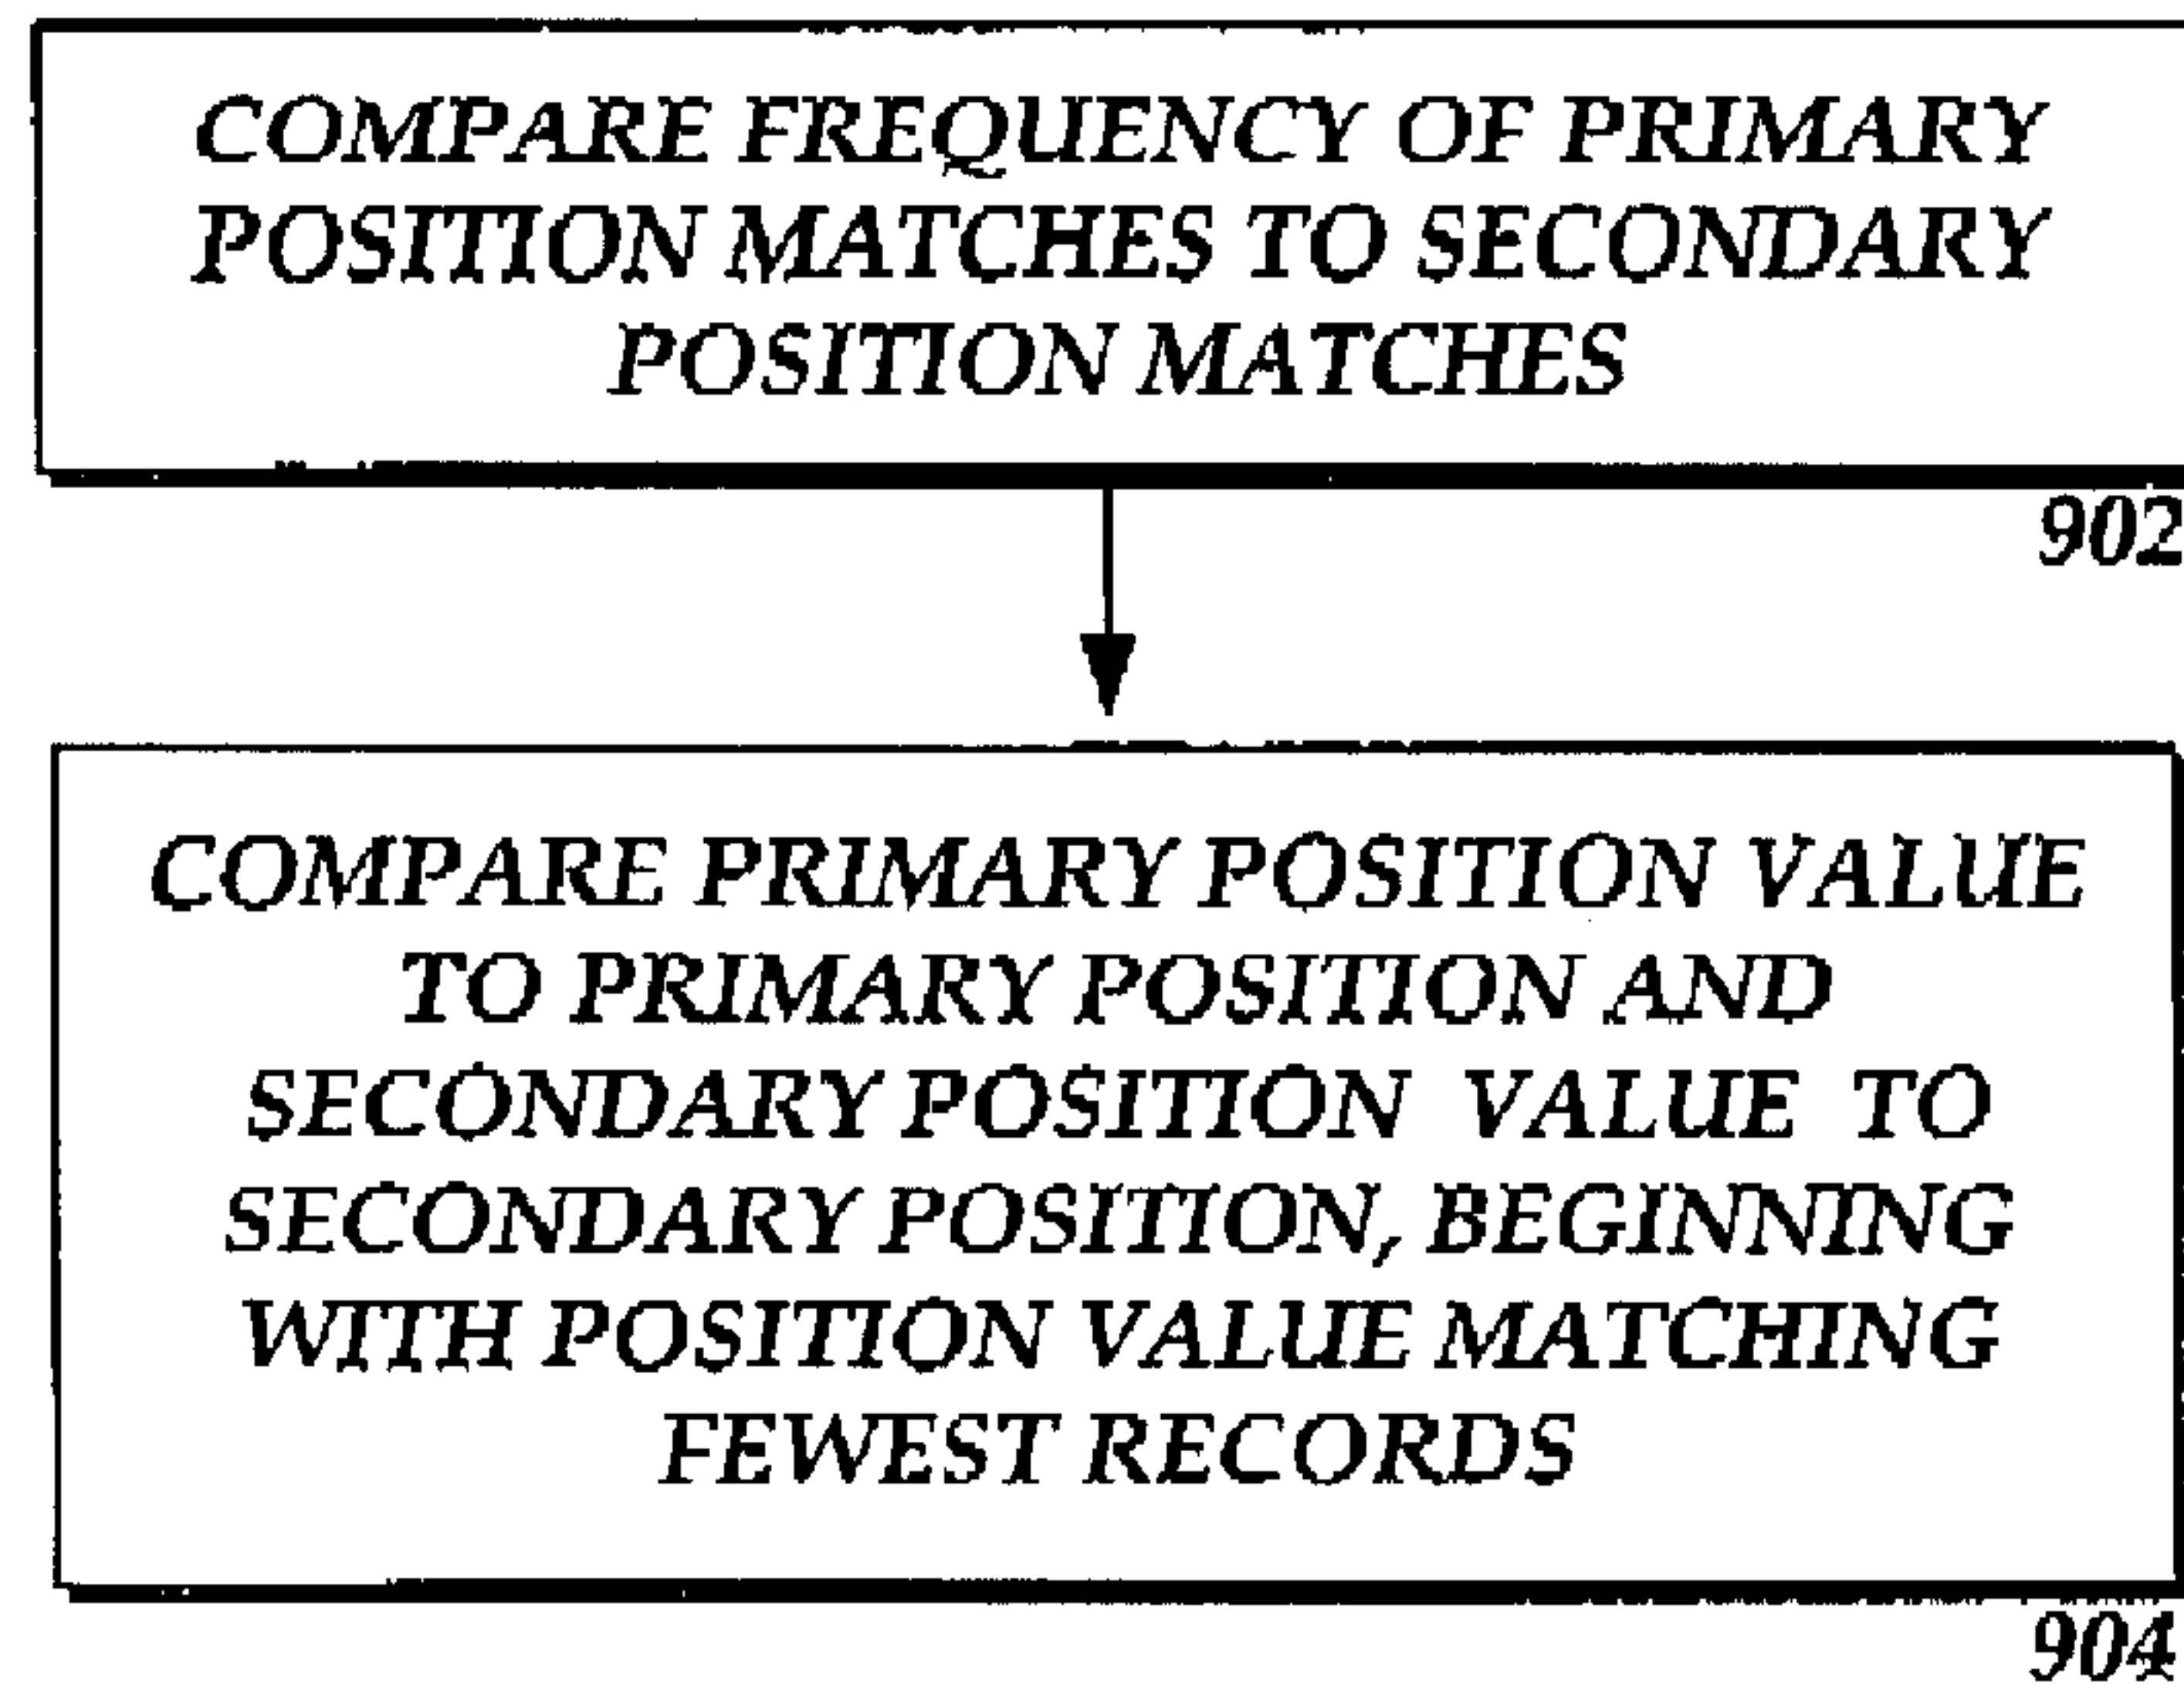 COMPARE FREQUENCY OF PRIMARY
POSITION MATCHES TO SECONDARY
POSITION MATCHES
902
COMPARE PRIMARY POSITION VALUE
TO PRIMARY POSITION AND
SECONDARY POSITION VALUE TO
SECONDARY POSITION, BEGINNING
WITH POSITION VALUE MATCHING
FEWEST RECORDS
904